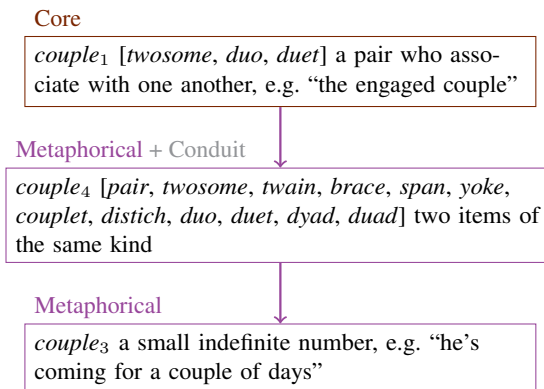 Core
couple₁ [twosome, duo, duet] a pair who asso-
ciate with one another, e.g. “the engaged couple”
Metaphorical + Conduit
couple₄ [pair, twosome, twain, brace, span, yoke,
couplet, distich, duo, duet, dyad, duad] two items of
the same kind
Metaphorical
couple₃ a small indefinite number, e.g. “he’s
coming for a couple of days”